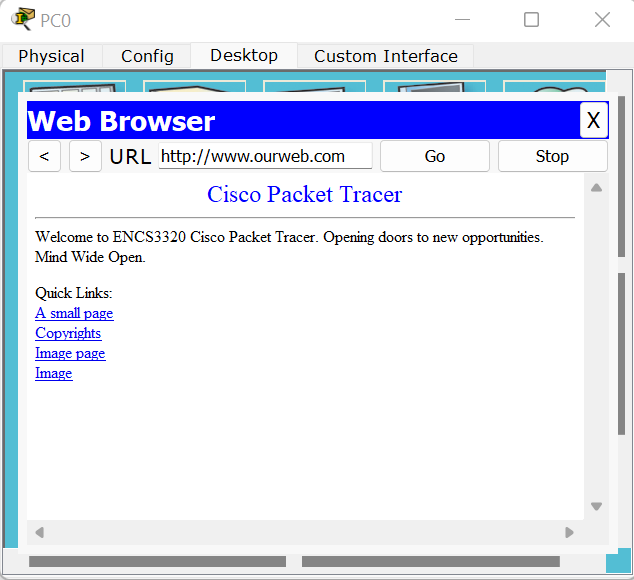 PC0
Physical Config Desktop Custom Interface
Web Browser X
< > URL http://www.ourweb.com Go Stop
Cisco Packet Tracer
Welcome to ENCS3320 Cisco Packet Tracer. Opening doors to new opportunities.
Mind Wide Open.
Quick Links:
A small page
Copyrights
Image page
Image